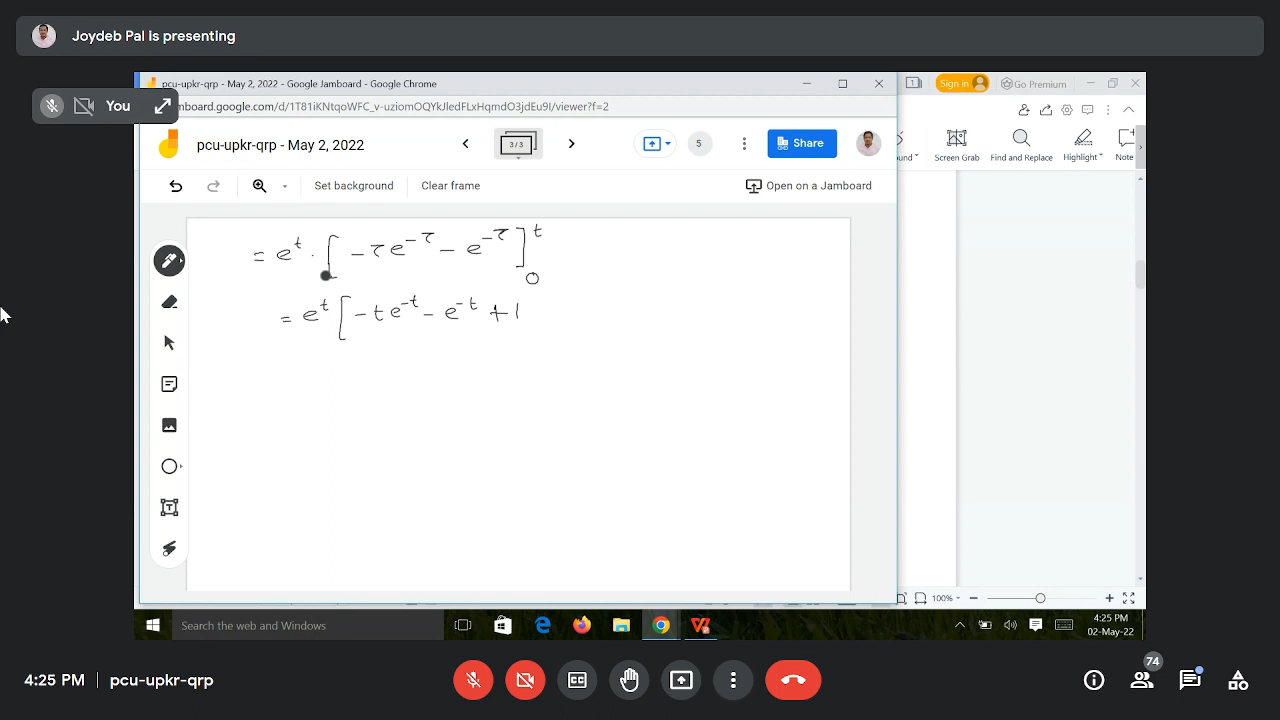 Joydeb Pal is presenting
pcu-upkr-qrp - May 2, 2022 - Google Jamboard - Google Chrome
Sign in
Go Premium
You
mboard.google.com/d/1T81iKNtqoWFC_v-uziomOQYkJledFLxHqmdO3jdEu9I/viewer?f=2
pcu-upkr-qrp - May 2, 2022
3/3
5
Share
Screen Grab
Find and Replace
Highlight
Note
Set background
Clear frame
Open on a Jamboard
= e^t · [ -τe^-τ - e^-τ ]_0^t
= e^t [ -te^-t - e^-t + 1
100%
Search the web and Windows
4:25 PM
02-May-22
4:25 PM | pcu-upkr-qrp
74